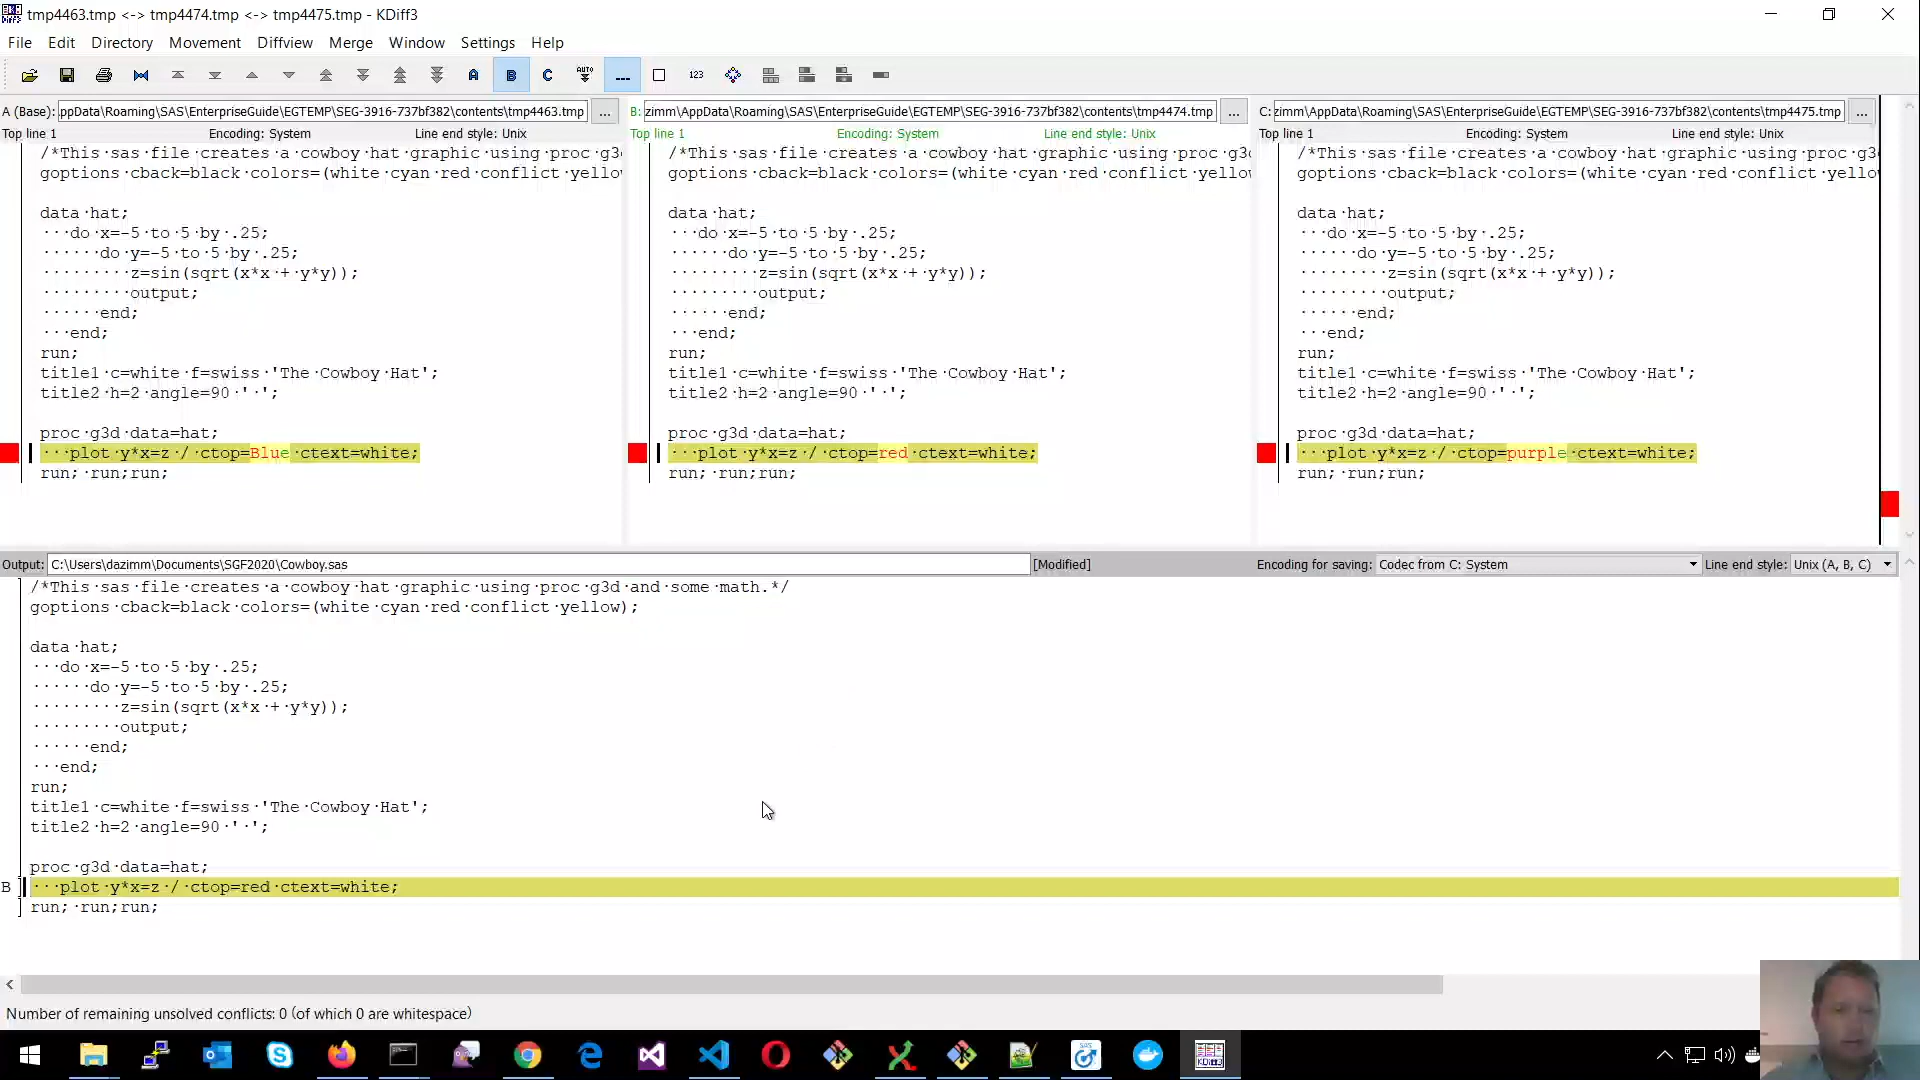 tmp4463.tmp <-> tmp4474.tmp <-> tmp4475.tmp - KDiff3
File Edit Directory Movement Diffview Merge Window Settings Help
A B C AUTO ... 123
A (Base): ppData\Roaming\SAS\EnterpriseGuide\EGTEMP\SEG-3916-737bf382\contents\tmp4463.tmp ...
Top line 1 Encoding: System Line end style: Unix
/*This·sas·file·creates·a·cowboy·hat·graphic·using·proc·g3
goptions·cback=black·colors=(white·cyan·red·conflict·yello
data·hat;
···do·x=-5·to·5·by·.25;
······do·y=-5·to·5·by·.25;
·········z=sin(sqrt(x*x·+·y*y));
·········output;
······end;
···end;
run;
title1·c=white·f=swiss·'The·Cowboy·Hat';
title2·h=2·angle=90·'·';
proc·g3d·data=hat;
···plot·y*x=z·/·ctop=Blue·ctext=white;
run;·run;run;
B: zimm\AppData\Roaming\SAS\EnterpriseGuide\EGTEMP\SEG-3916-737bf382\contents\tmp4474.tmp ...
Top line 1 Encoding: System Line end style: Unix
/*This·sas·file·creates·a·cowboy·hat·graphic·using·proc·g3
goptions·cback=black·colors=(white·cyan·red·conflict·yello
data·hat;
···do·x=-5·to·5·by·.25;
······do·y=-5·to·5·by·.25;
·········z=sin(sqrt(x*x·+·y*y));
·········output;
······end;
···end;
run;
title1·c=white·f=swiss·'The·Cowboy·Hat';
title2·h=2·angle=90·'·';
proc·g3d·data=hat;
···plot·y*x=z·/·ctop=red·ctext=white;
run;·run;run;
C: zimm\AppData\Roaming\SAS\EnterpriseGuide\EGTEMP\SEG-3916-737bf382\contents\tmp4475.tmp ...
Top line 1 Encoding: System Line end style: Unix
/*This·sas·file·creates·a·cowboy·hat·graphic·using·proc·g3
goptions·cback=black·colors=(white·cyan·red·conflict·yello
data·hat;
···do·x=-5·to·5·by·.25;
······do·y=-5·to·5·by·.25;
·········z=sin(sqrt(x*x·+·y*y));
·········output;
······end;
···end;
run;
title1·c=white·f=swiss·'The·Cowboy·Hat';
title2·h=2·angle=90·'·';
proc·g3d·data=hat;
···plot·y*x=z·/·ctop=purple·ctext=white;
run;·run;run;
Output: C:\Users\dazimm\Documents\SGF2020\Cowboy.sas [Modified] Encoding for saving: Codec from C: System Line end style: Unix (A, B, C)
/*This·sas·file·creates·a·cowboy·hat·graphic·using·proc·g3d·and·some·math.*/
goptions·cback=black·colors=(white·cyan·red·conflict·yellow);
data·hat;
···do·x=-5·to·5·by·.25;
······do·y=-5·to·5·by·.25;
·········z=sin(sqrt(x*x·+·y*y));
·········output;
······end;
···end;
run;
title1·c=white·f=swiss·'The·Cowboy·Hat';
title2·h=2·angle=90·'·';
proc·g3d·data=hat;
B ···plot·y*x=z·/·ctop=red·ctext=white;
run;·run;run;
Number of remaining unsolved conflicts: 0 (of which 0 are whitespace)